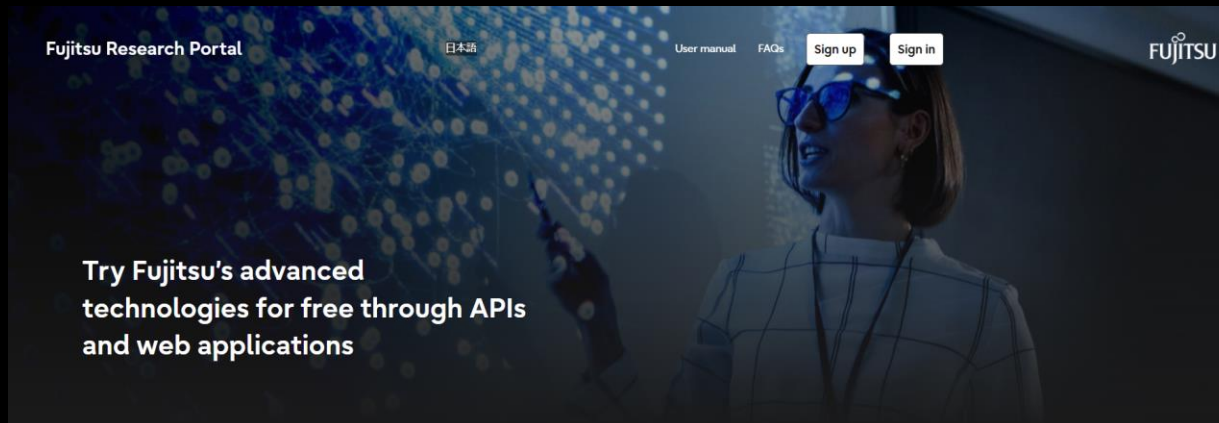 Fujitsu Research Portal
日本語
User manual
FAQs
Sign up
Sign in
FUJITSU
Try Fujitsu's advanced
technologies for free through APIs
and web applications